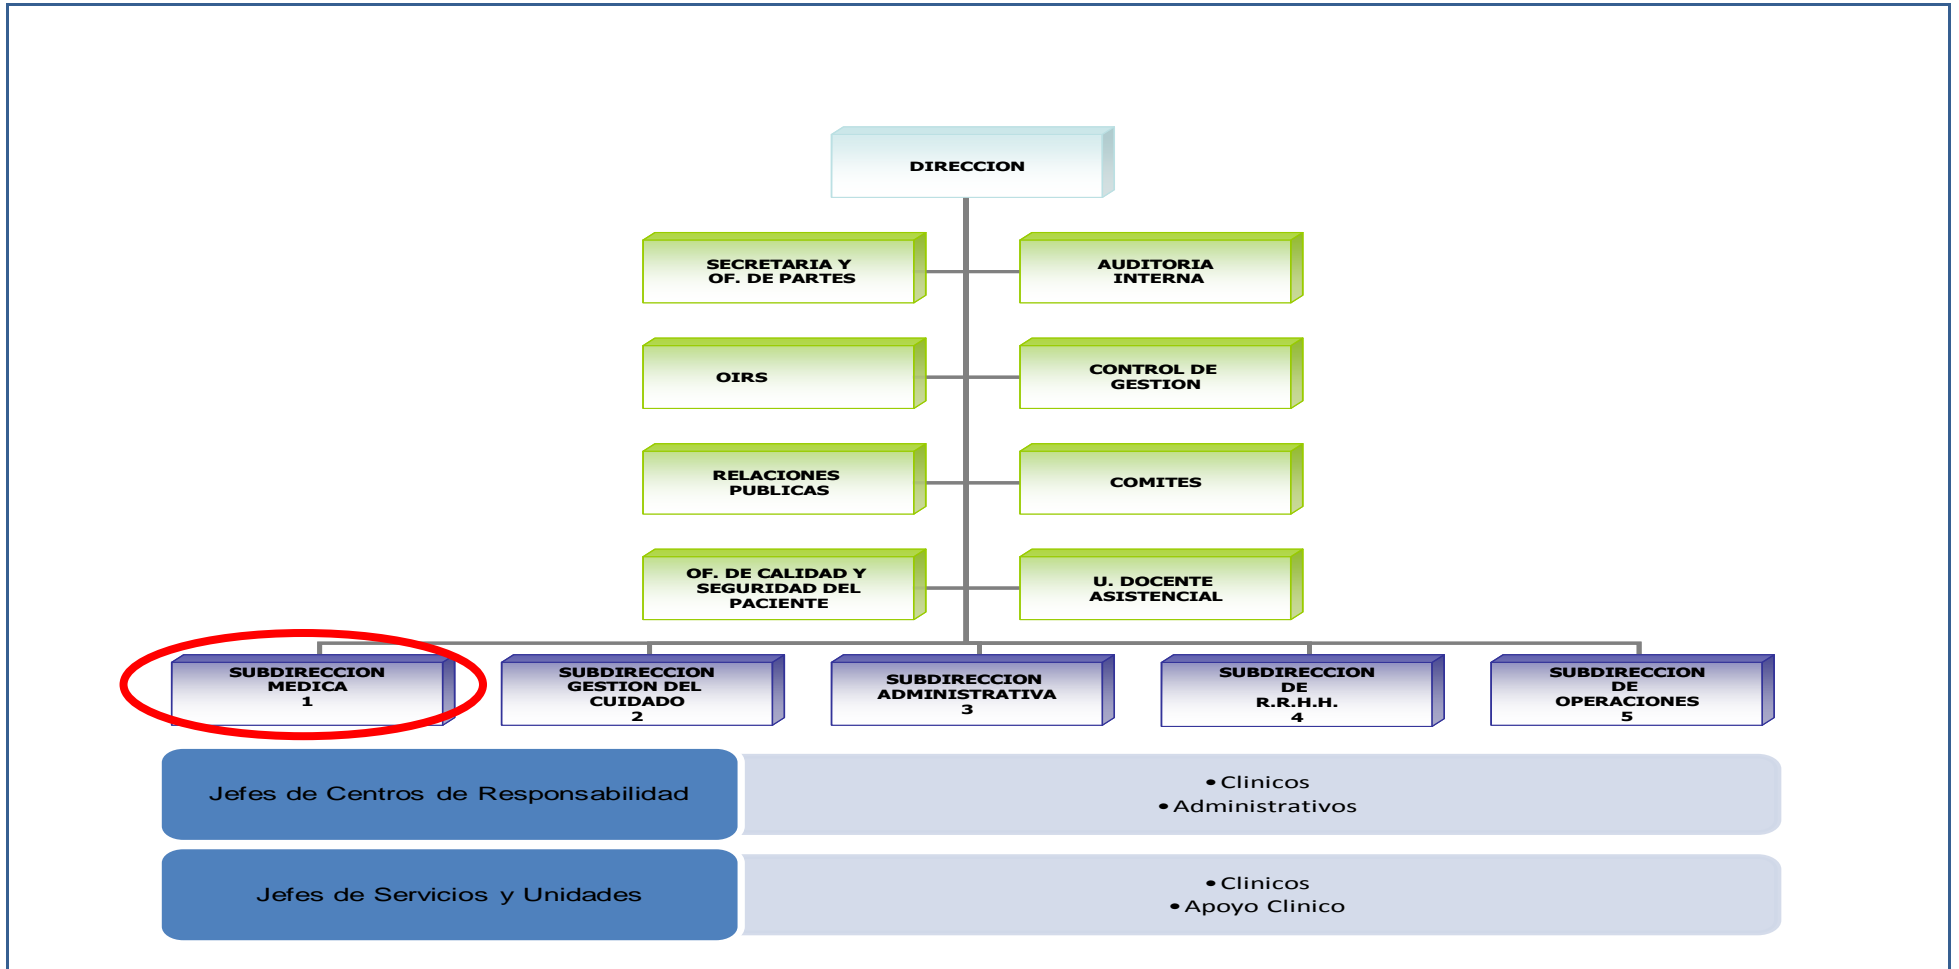 DIRECCION
SECRETARIA Y
OF. DE PARTES
AUDITORIA
INTERNA
OIRS
CONTROL DE
GESTION
RELACIONES
PUBLICAS
COMITES
OF. DE CALIDAD Y
SEGURIDAD DEL
PACIENTE
U. DOCENTE
ASISTENCIAL
SUBDIRECCION
MEDICA
1
SUBDIRECCION
GESTION DEL
CUIDADO
2
SUBDIRECCION
ADMINISTRATIVA
3
SUBDIRECCION
DE
R.R.H.H.
4
SUBDIRECCION
DE
OPERACIONES
5
Jefes de Centros de Responsabilidad
•Clinicos
•Administrativos
Jefes de Servicios y Unidades
•Clinicos
•Apoyo Clinico